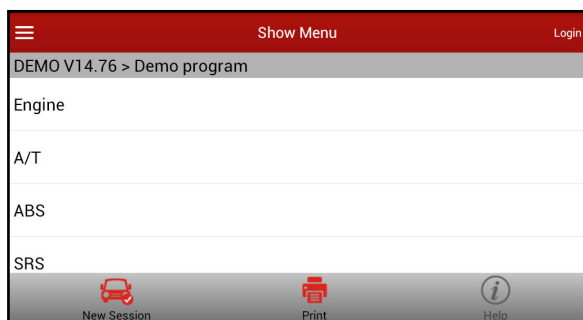 Show Menu Login
DEMO V14.76 > Demo program
Engine
A/T
ABS
SRS
New Session Print Help